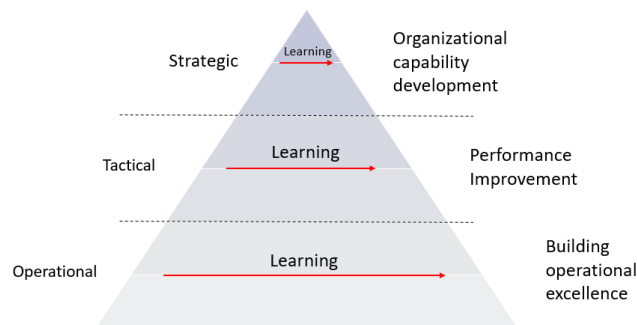 Strategic
Learning
Organizational
capability
development
Tactical
Learning
Performance
Improvement
Operational
Learning
Building
operational
excellence